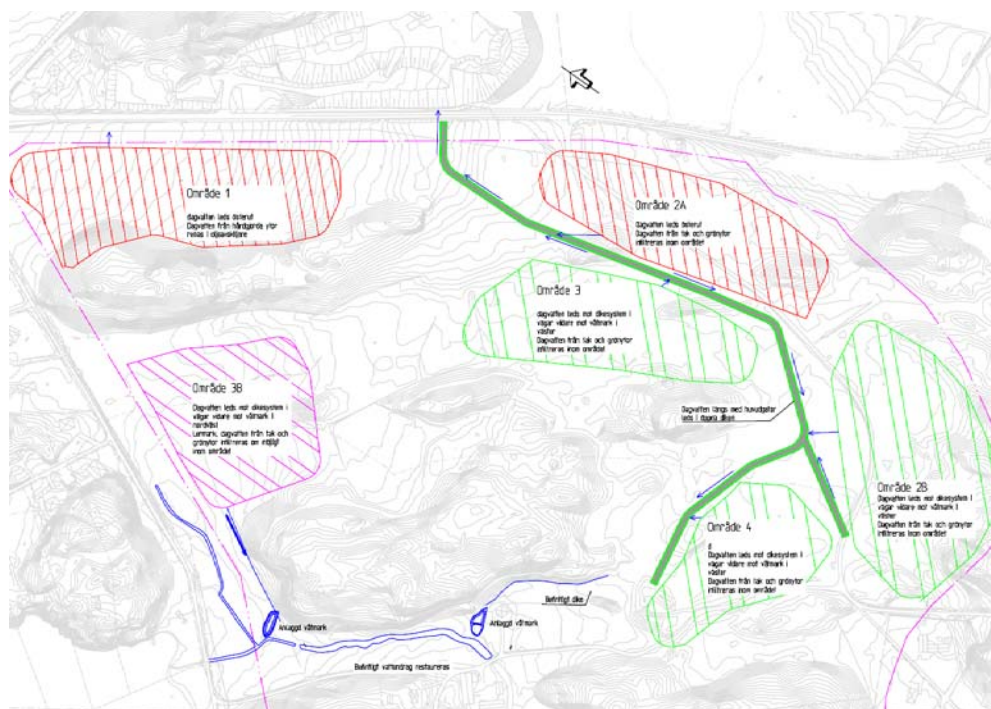 Område 1
dagvatten leds österut
Dagvatten från hårdgjorda ytor
renas i oljeavskiljare
Område 2A
Dagvatten leds österut
Dagvatten från tak och grönytor
infiltreras inom området
Område 3
dagvatten leds mot dikesystem i
vägar vidare mot våtmark i
väster
Dagvatten från tak och grönytor
infiltreras inom området
Område 3B
Dagvatten leds mot dikesystem i
vägar vidare mot våtmark i
nordväst
Lermark, dagvatten från tak och
grönytor infiltreras om möjligt
inom området
Dagvatten längs med huvudgator
leds i öppna diken
Område 2B
Dagvatten leds mot dikesystem i
vägar vidare mot våtmark i
väster
Dagvatten från tak och grönytor
infiltreras inom området
Område 4
Dagvatten leds mot dikesystem i
vägar vidare mot våtmark i
väster
Dagvatten från tak och grönytor
infiltreras inom området
Befintligt dike
Anlaggd våtmark
Anlaggd våtmark
Befintligt vattendrag restaureras